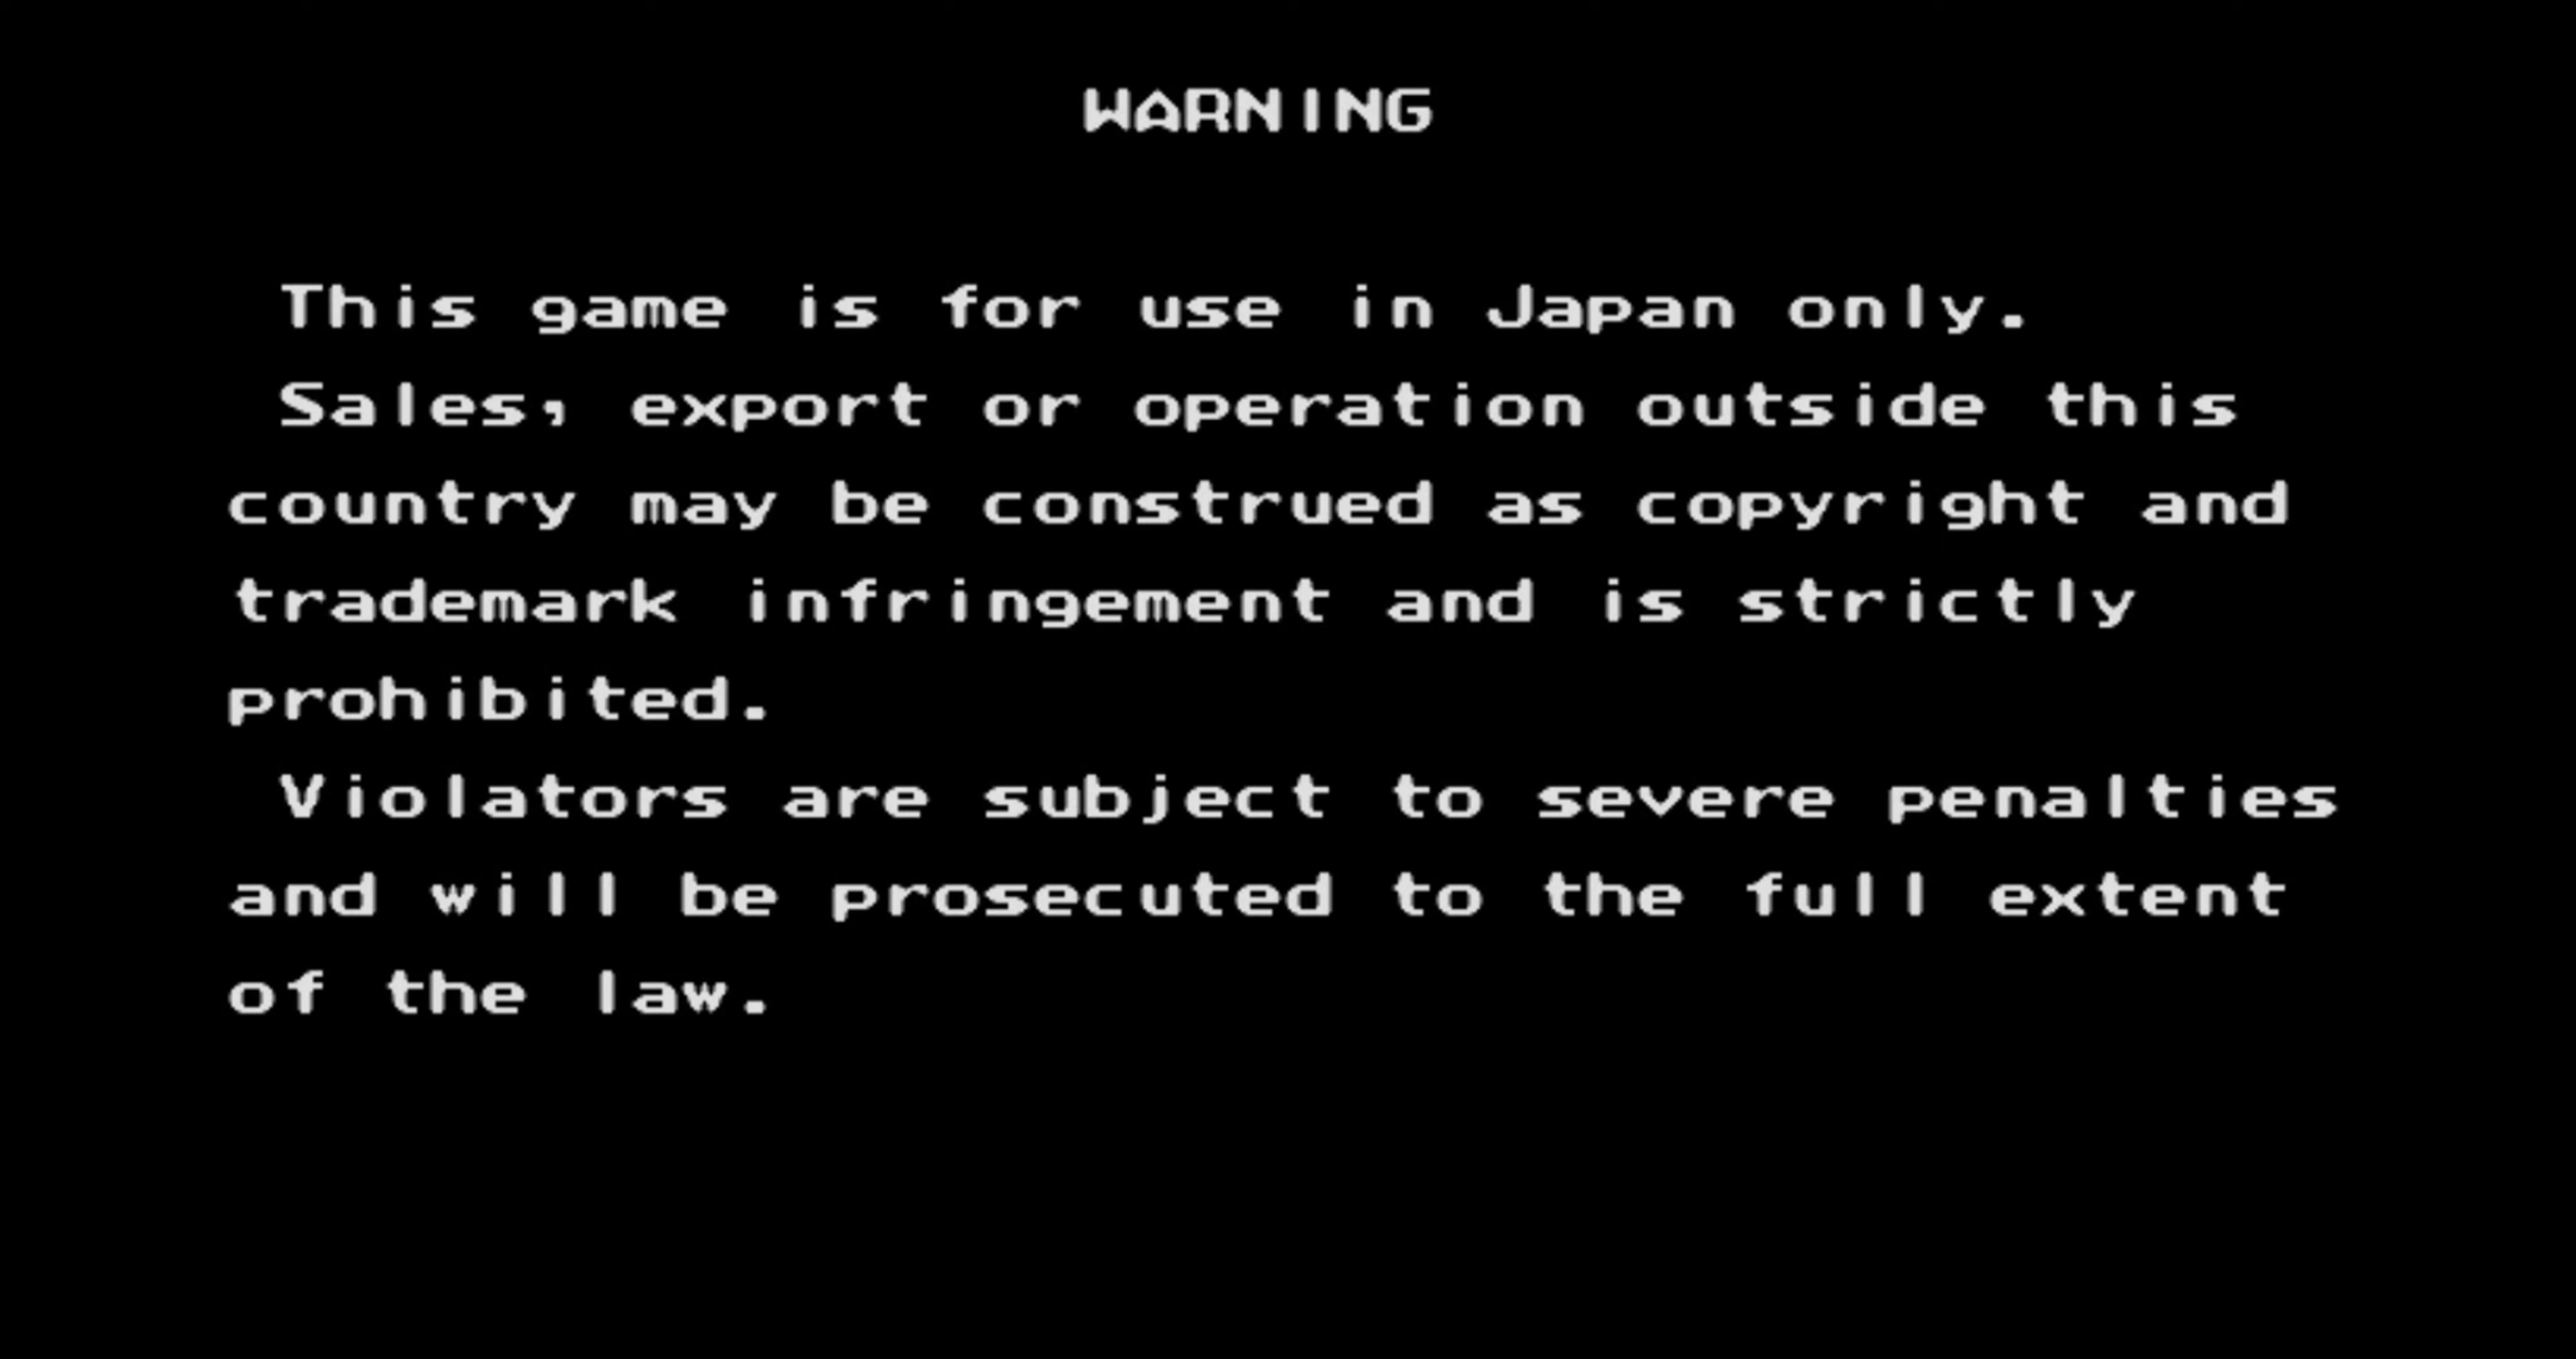 WARNING
This game is for use in Japan only.
Sales, export or operation outside this
country may be construed as copyright and
trademark infringement and is strictly
prohibited.
Violators are subject to severe penalties
and will be prosecuted to the full extent
of the law.